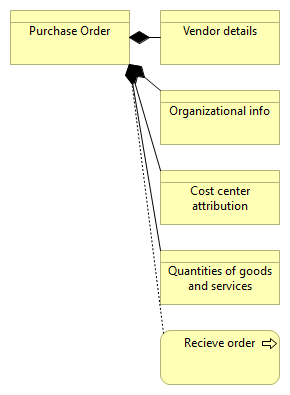 Purchase Order
Vendor details
Organizational info
Cost center
attribution
Quantities of goods
and services
Recieve order